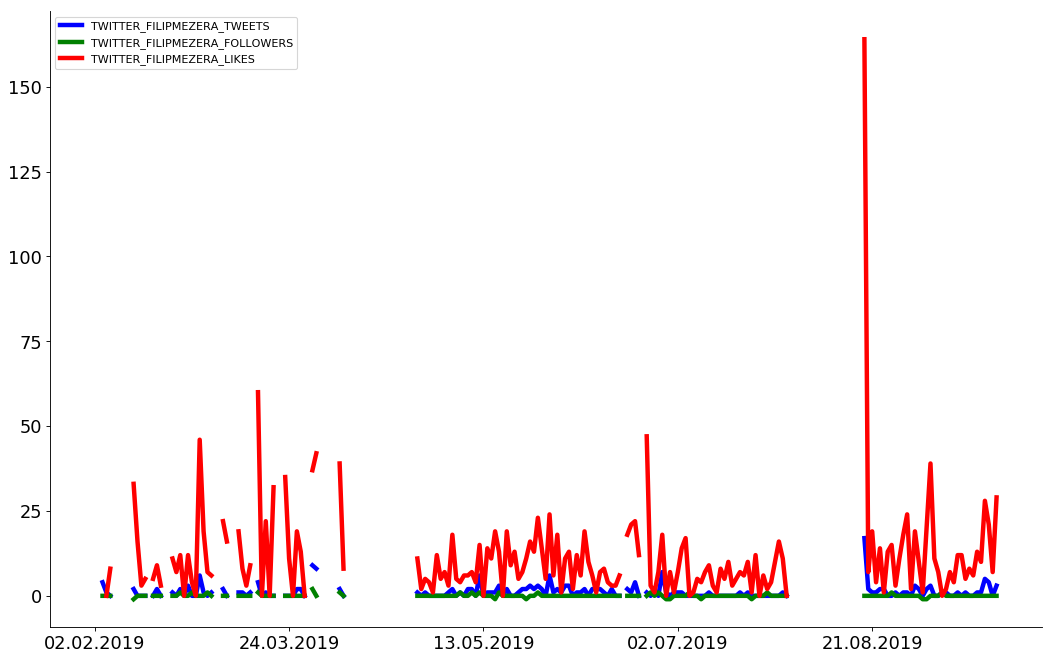 TWITTER_FILIPMEZERA_TWEETS
TWITTER_FILIPMEZERA_FOLLOWERS
TWITTER_FILIPMEZERA_LIKES
150
125
100
75
50
25
0
02.02.2019 24.03.2019 13.05.2019 02.07.2019 21.08.2019